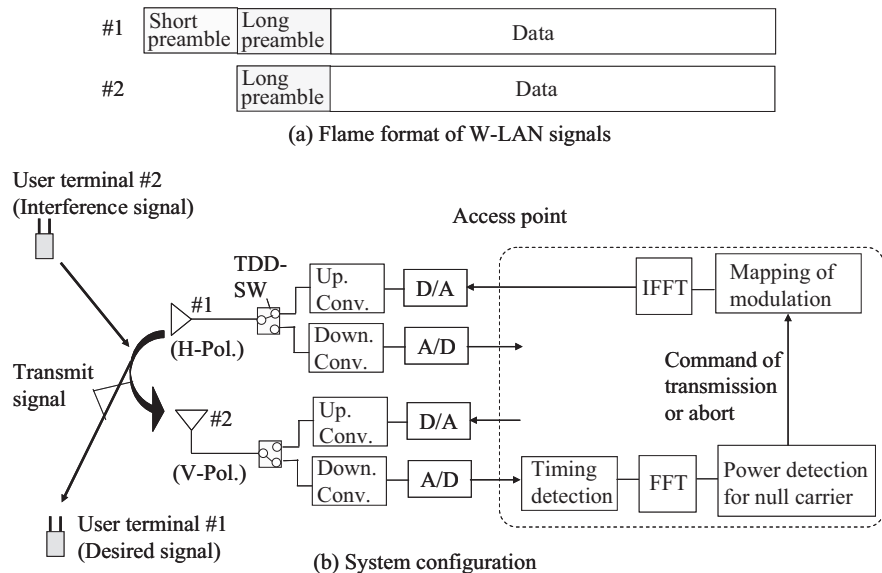 #1
Short preamble
Long preamble
Data
#2
Long preamble
Data
(a) Flame format of W-LAN signals
User terminal #2
(Interference signal)
Access point
TDD-
SW
Up.
Conv.
D/A
IFFT
Mapping of
modulation
#1
(H-Pol.)
Down.
Conv.
A/D
Command of
transmission
or abort
Transmit
signal
#2
(V-Pol.)
Up.
Conv.
D/A
Down.
Conv.
A/D
Timing
detection
FFT
Power detection
for null carrier
User terminal #1
(Desired signal)
(b) System configuration